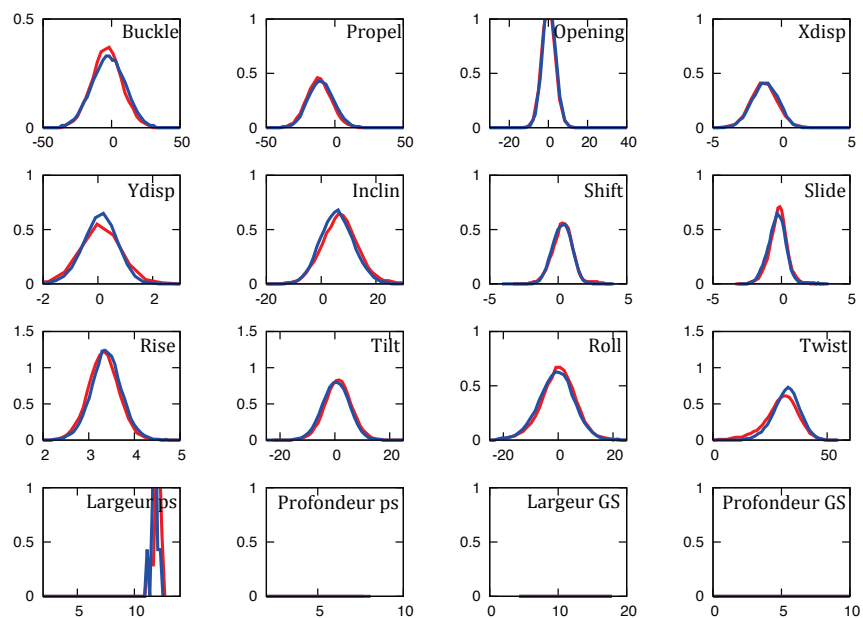 0.5
Buckle
0
-50 0 50
1
Propel
0.5
0
-50 0 50
1
Opening
0.5
0
-20 0 20 40
1
Xdisp
0.5
0
-5 0 5
1
Ydisp
0.5
0
-2 0 2
1
Inclin
0.5
0
-20 0 20
1
Shift
0.5
0
-5 0 5
1
Slide
0.5
0
-5 0 5
1.5
Rise
1
0.5
0
2 3 4 5
1.5
Tilt
1
0.5
0
-20 0 20
1
Roll
0.5
0
-20 0 20
1.5
Twist
1
0.5
0
0 50
1
Largeur ps
0.5
0
5 10
1
Profondeur ps
0.5
0
5 10
1
Largeur GS
0.5
0
0 10 20
1
Profondeur GS
0.5
0
0 5 10